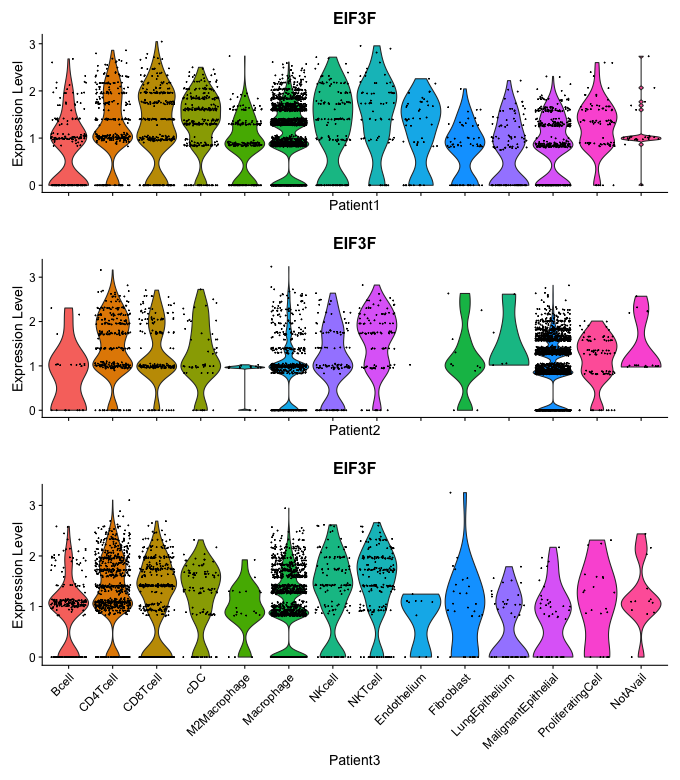 EIF3F
Expression Level
3
2
1
0
Patient1
EIF3F
Expression Level
3
2
1
0
Patient2
EIF3F
Expression Level
3
2
1
0
Bcell
CD4Tcell
CD8Tcell
cDC
M2Macrophage
Macrophage
NKcell
NKTcell
Endothelium
Fibroblast
LungEpithelium
MalignantEpithelial
ProliferatingCell
NotAvail
Patient3